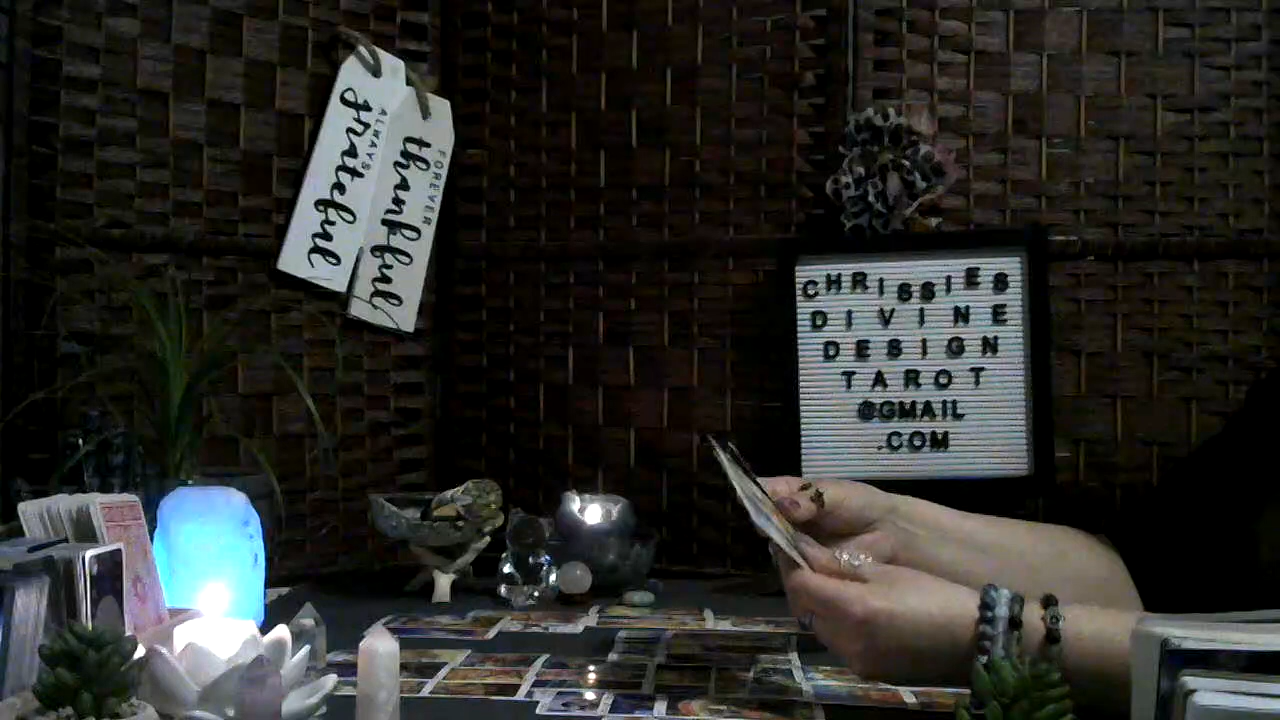 ALWAYS
grateful
FOREVER
thankful
CHRISSIES
DIVINE
DESIGN
TAROT
@GMAIL
.COM